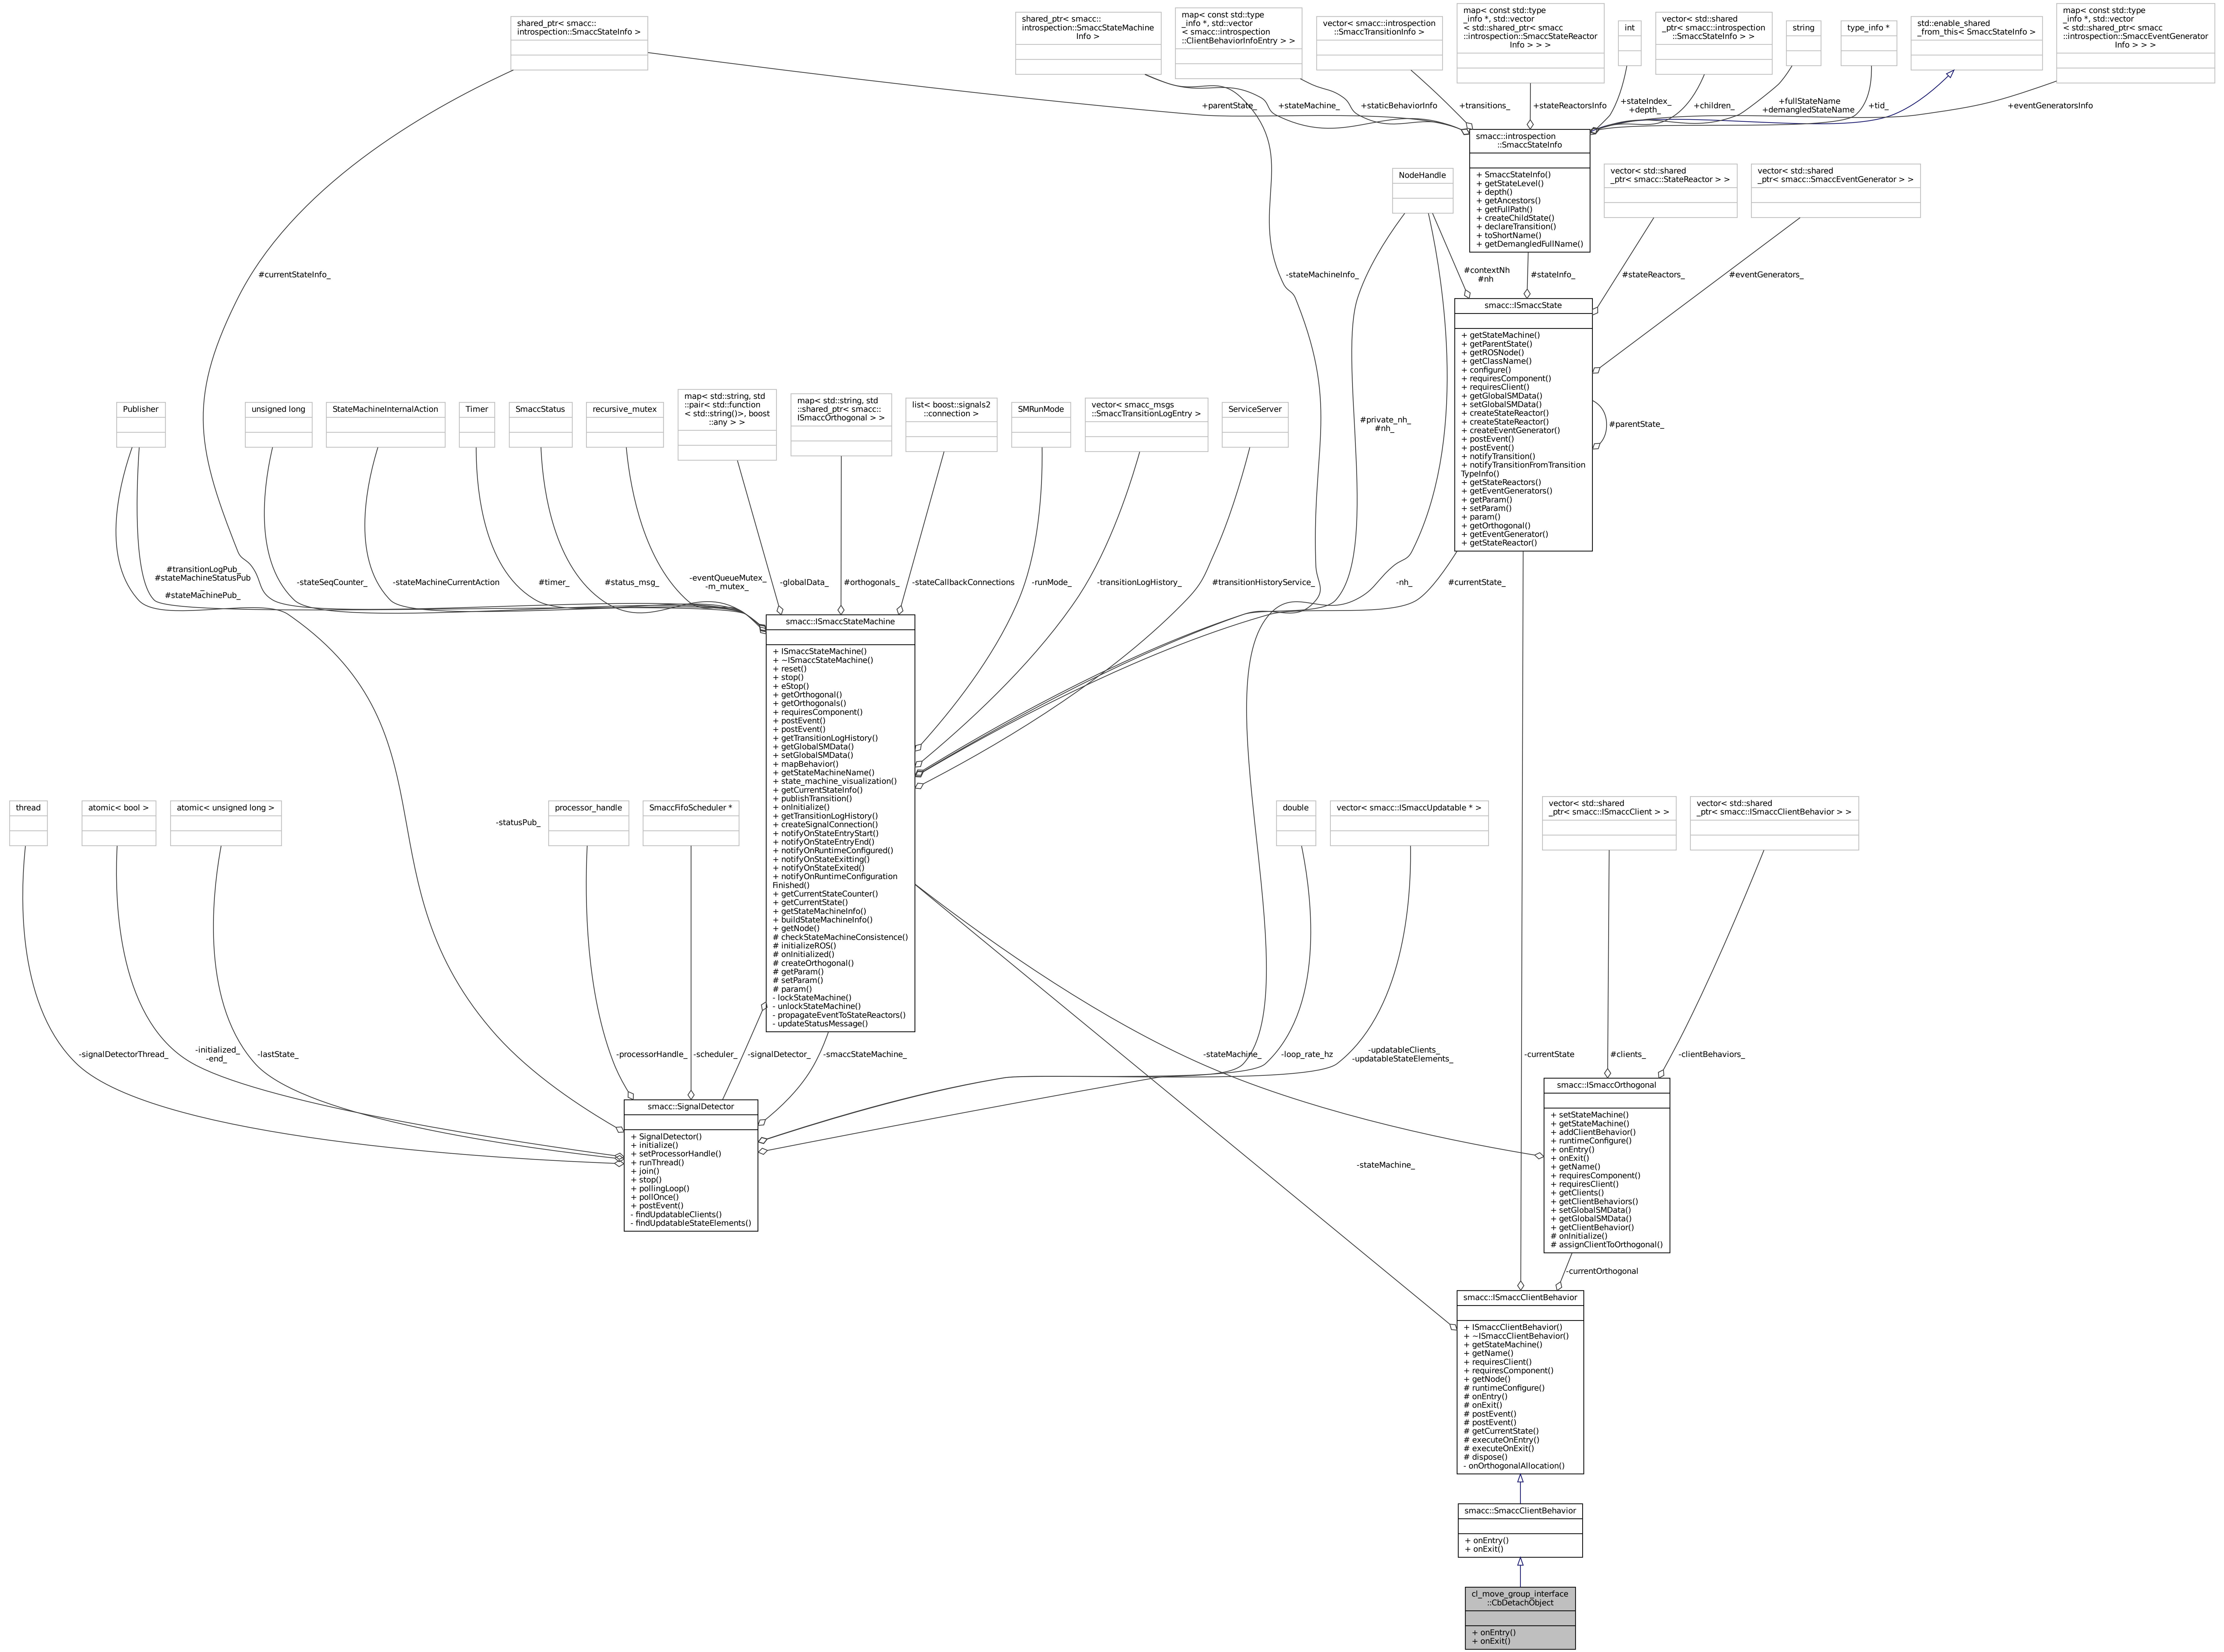 shared_ptr< smacc::
introspection::SmaccStateInfo >
shared_ptr< smacc::
introspection::SmaccStateMachine
Info >
map< const std::type
_info *, std::vector
< smacc::introspection
::ClientBehaviorInfoEntry > >
vector< smacc::introspection
::SmaccTransitionInfo >
map< const std::type
_info *, std::vector
< std::shared_ptr< smacc
::introspection::SmaccStateReactor
Info > > >
int
vector< std::shared
_ptr< smacc::introspection
::SmaccStateInfo > >
string
type_info *
std::enable_shared
_from_this< SmaccStateInfo >
map< const std::type
_info *, std::vector
< std::shared_ptr< smacc
::introspection::SmaccEventGenerator
Info > > >
+parentState_
+stateMachine_
+staticBehaviorInfo
+transitions_
+stateReactorsInfo
+stateIndex_
+depth_
+children_
+fullStateName
+demangledStateName
+tid_
+eventGeneratorsInfo
smacc::introspection
::SmaccStateInfo
+ SmaccStateInfo()
+ getStateLevel()
+ depth()
+ getAncestors()
+ getFullPath()
+ createChildState()
+ declareTransition()
+ toShortName()
+ getDemangledFullName()
NodeHandle
vector< std::shared
_ptr< smacc::StateReactor > >
vector< std::shared
_ptr< smacc::SmaccEventGenerator > >
#currentStateInfo_
-stateMachineInfo_
#contextNh
#nh
#stateInfo_
#stateReactors_
#eventGenerators_
smacc::ISmaccState
+ getStateMachine()
+ getParentState()
+ getROSNode()
+ getClassName()
+ configure()
+ requiresComponent()
+ requiresClient()
+ getGlobalSMData()
+ setGlobalSMData()
+ createStateReactor()
+ createStateReactor()
+ createEventGenerator()
+ postEvent()
+ postEvent()
+ notifyTransition()
+ notifyTransitionFromTransition
TypeInfo()
+ getStateReactors()
+ getEventGenerators()
+ getParam()
+ setParam()
+ param()
+ getOrthogonal()
+ getEventGenerator()
+ getStateReactor()
#parentState_
Publisher
unsigned long
StateMachineInternalAction
Timer
SmaccStatus
recursive_mutex
map< std::string, std
::pair< std::function
< std::string()>, boost
::any > >
map< std::string, std
::shared_ptr< smacc::
ISmaccOrthogonal > >
list< boost::signals2
::connection >
SMRunMode
vector< smacc_msgs
::SmaccTransitionLogEntry >
ServiceServer
#private_nh_
#nh_
#transitionLogPub_
#stateMachineStatusPub
_
#stateMachinePub_
-stateSeqCounter_
-stateMachineCurrentAction
#timer_
#status_msg_
-eventQueueMutex_
-m_mutex_
-globalData_
#orthogonals_
-stateCallbackConnections
-runMode_
-transitionLogHistory_
#transitionHistoryService_
-nh_
#currentState_
smacc::ISmaccStateMachine
+ ISmaccStateMachine()
+ ~ISmaccStateMachine()
+ reset()
+ stop()
+ eStop()
+ getOrthogonal()
+ getOrthogonals()
+ requiresComponent()
+ postEvent()
+ postEvent()
+ getTransitionLogHistory()
+ getGlobalSMData()
+ setGlobalSMData()
+ mapBehavior()
+ getStateMachineName()
+ state_machine_visualization()
+ getCurrentStateInfo()
+ publishTransition()
+ onInitialize()
+ getTransitionLogHistory()
+ createSignalConnection()
+ notifyOnStateEntryStart()
+ notifyOnStateEntryEnd()
+ notifyOnRuntimeConfigured()
+ notifyOnStateExitting()
+ notifyOnStateExited()
+ notifyOnRuntimeConfiguration
Finished()
+ getCurrentStateCounter()
+ getCurrentState()
+ getStateMachineInfo()
+ buildStateMachineInfo()
+ getNode()
# checkStateMachineConsistence()
# initializeROS()
# onInitialized()
# createOrthogonal()
# getParam()
# setParam()
# param()
- lockStateMachine()
- unlockStateMachine()
- propagateEventToStateReactors()
- updateStatusMessage()
thread
atomic< bool >
atomic< unsigned long >
-statusPub_
processor_handle
SmaccFifoScheduler *
double
vector< smacc::ISmaccUpdatable * >
vector< std::shared
_ptr< smacc::ISmaccClient > >
vector< std::shared
_ptr< smacc::ISmaccClientBehavior > >
-signalDetectorThread_
-initialized_
-end_
-lastState_
-processorHandle_
-scheduler_
-signalDetector_
-smaccStateMachine_
-stateMachine_
-loop_rate_hz
-updatableClients_
-updatableStateElements_
-currentState
#clients_
-clientBehaviors_
smacc::SignalDetector
+ SignalDetector()
+ initialize()
+ setProcessorHandle()
+ runThread()
+ join()
+ stop()
+ pollingLoop()
+ pollOnce()
+ postEvent()
- findUpdatableClients()
- findUpdatableStateElements()
smacc::ISmaccOrthogonal
+ setStateMachine()
+ getStateMachine()
+ addClientBehavior()
+ runtimeConfigure()
+ onEntry()
+ onExit()
+ getName()
+ requiresComponent()
+ requiresClient()
+ getClients()
+ getClientBehaviors()
+ setGlobalSMData()
+ getGlobalSMData()
+ getClientBehavior()
# onInitialize()
# assignClientToOrthogonal()
-stateMachine_
-currentOrthogonal
smacc::ISmaccClientBehavior
+ ISmaccClientBehavior()
+ ~ISmaccClientBehavior()
+ getStateMachine()
+ getName()
+ requiresClient()
+ requiresComponent()
+ getNode()
# runtimeConfigure()
# onEntry()
# onExit()
# postEvent()
# postEvent()
# getCurrentState()
# executeOnEntry()
# executeOnExit()
# dispose()
- onOrthogonalAllocation()
smacc::SmaccClientBehavior
+ onEntry()
+ onExit()
cl_move_group_interface
::CbDetachObject
+ onEntry()
+ onExit()